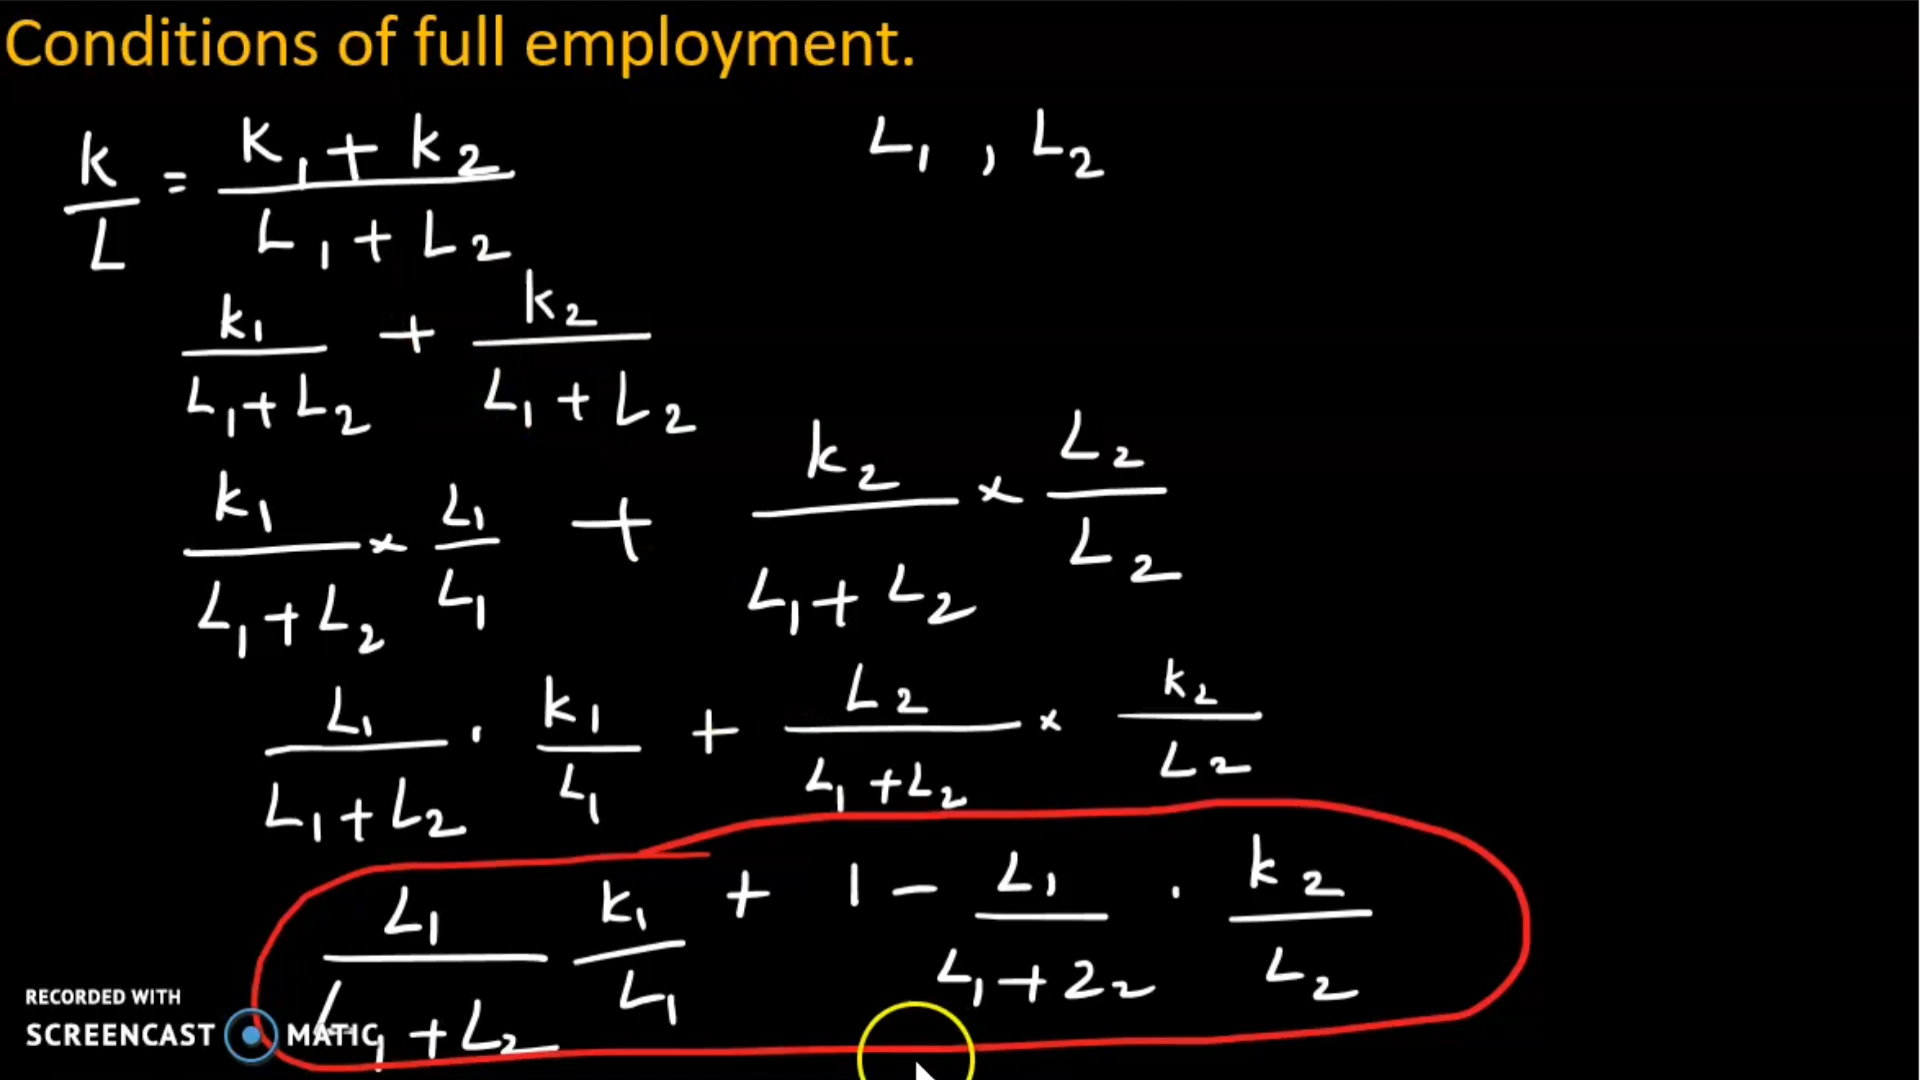 Conditions of full employment.
K/L = (K₁ + K₂)/(L₁ + L₂)    L₁ , L₂
K₁/(L₁ + L₂) + K₂/(L₁ + L₂)
K₁/(L₁ + L₂) × L₁/L₁ + K₂/(L₁ + L₂) × L₂/L₂
L₁/(L₁ + L₂) · K₁/L₁ + L₂/(L₁ + L₂) × K₂/L₂
L₁/(L₁ + L₂) K₁/L₁ + 1 - L₁/(L₁ + 2₂) · K₂/L₂
RECORDED WITH
SCREENCAST MATIC